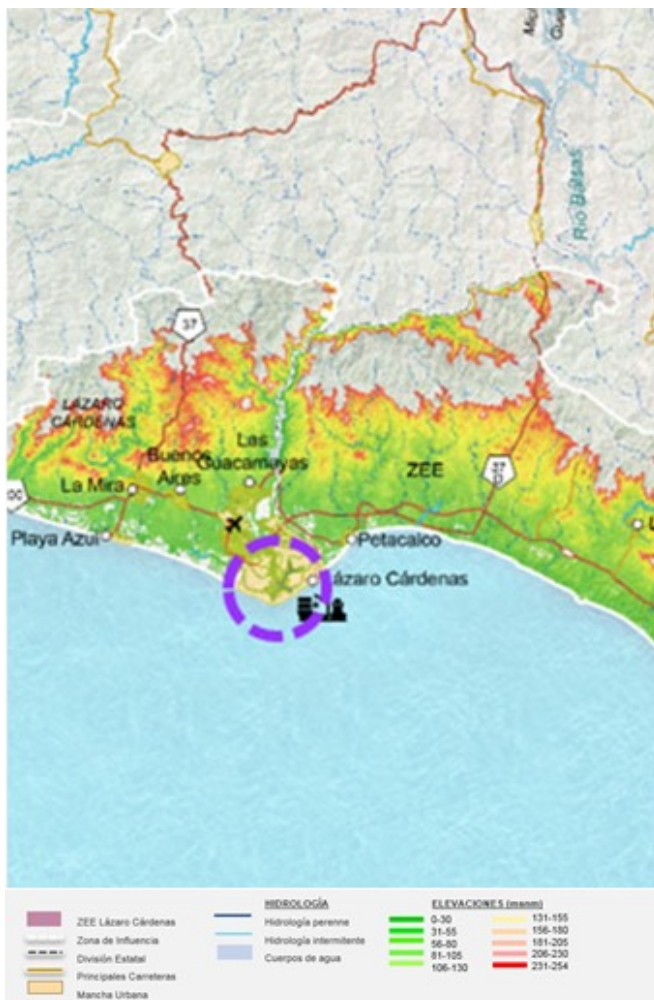 Río Balsas
37
LÁZARO
CÁRDENAS
Las
Buenos
Guacamayas
Aires
ZEE
37
D
La Mira
Playa Azul
Petacalco
Lázaro Cárdenas
ZEE Lázaro Cárdenas
Zona de Influencia
División Estatal
Principales Carreteras
Mancha Urbana
HIDROLOGÍA
Hidrología perenne
Hidrología intermitente
Cuerpos de agua
ELEVACIONES (msnm)
0-30
31-55
56-80
81-105
106-130
131-155
156-180
181-205
206-230
231-254